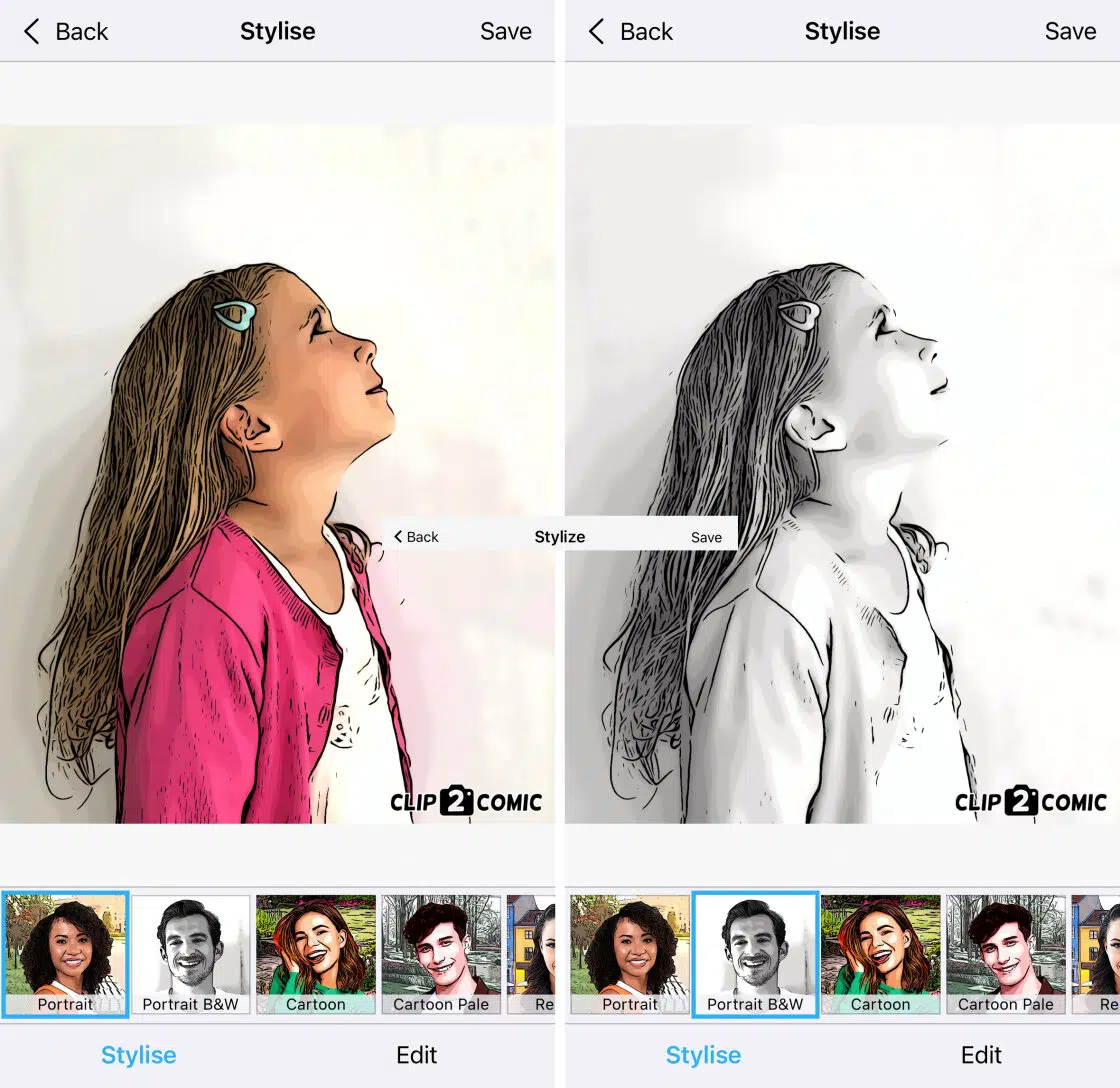 Back Stylise Save
Back Stylise Save
Back Stylize Save
CLIP 2 COMIC
CLIP 2 COMIC
Portrait Portrait B&W Cartoon Cartoon Pale Re
Portrait Portrait B&W Cartoon Cartoon Pale Re
Stylise Edit
Stylise Edit